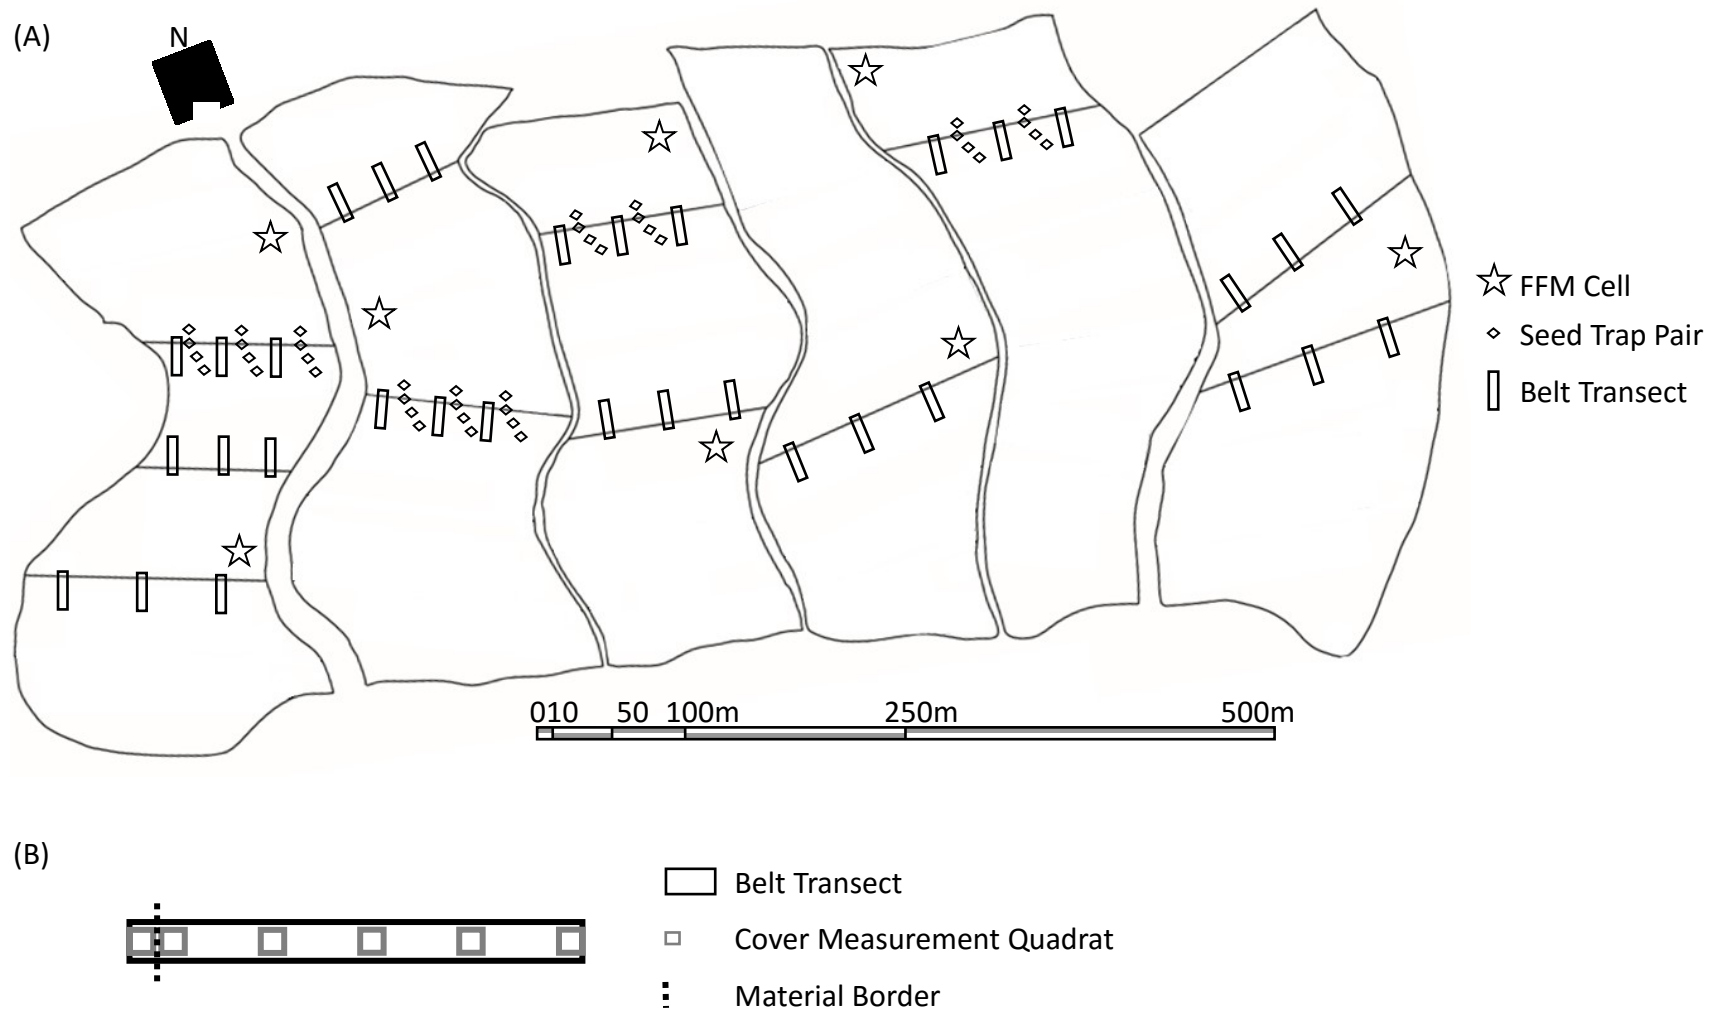 (A)
N
FFM Cell
Seed Trap Pair
Belt Transect
010 50 100m 250m 500m
(B)
Belt Transect
Cover Measurement Quadrat
Material Border